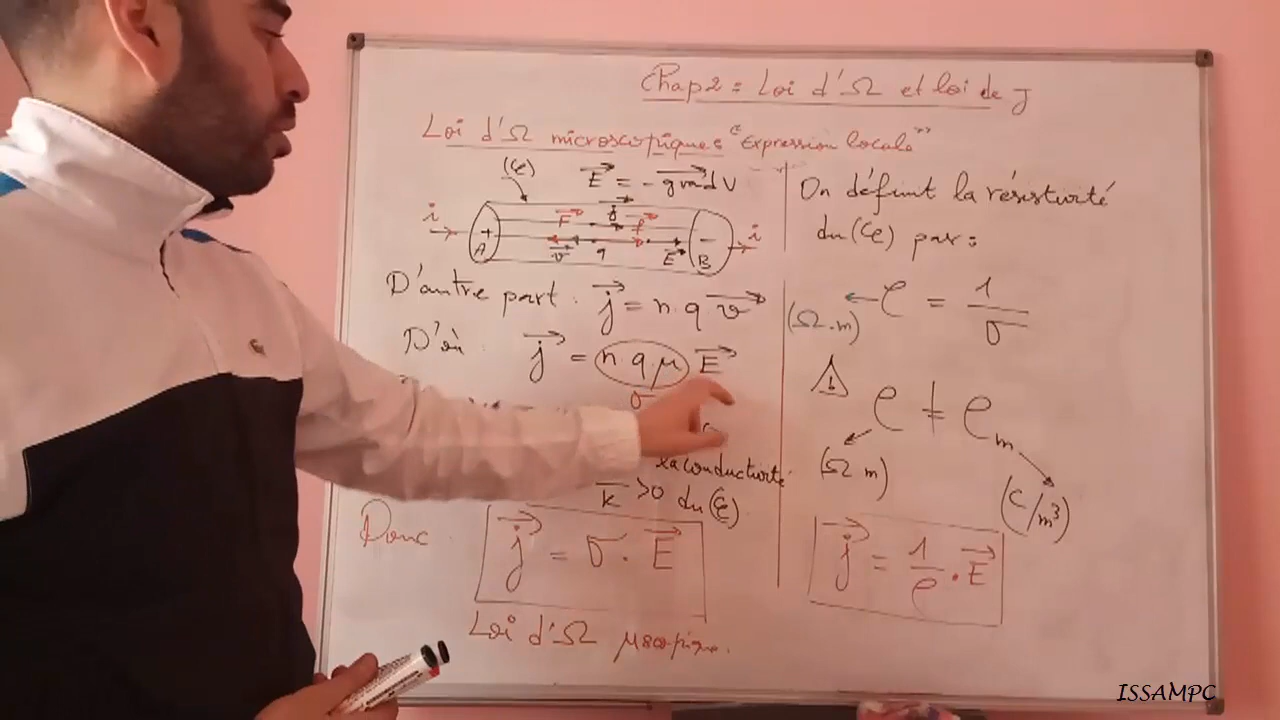 Chap2 = Loi d'Ω et loi de J
Loi d'Ω microscopique: "Expression locale"
(C)
E = - grad V
i
F
f
i
A
+
v
q
E
-
B
D'autre part : j = n.q v
D'où : j = n.q.μ E
σ
la conductivité
k >0 du (C)
Donc : j = σ . E
Loi d'Ω μscopique.
On définit la résistivité
du (C) par :
(Ω.m) ← ρ = 1/σ
! ρ ≠ ρm
(Ω m)
(C/m³)
j = 1/ρ . E
ISSAMPC